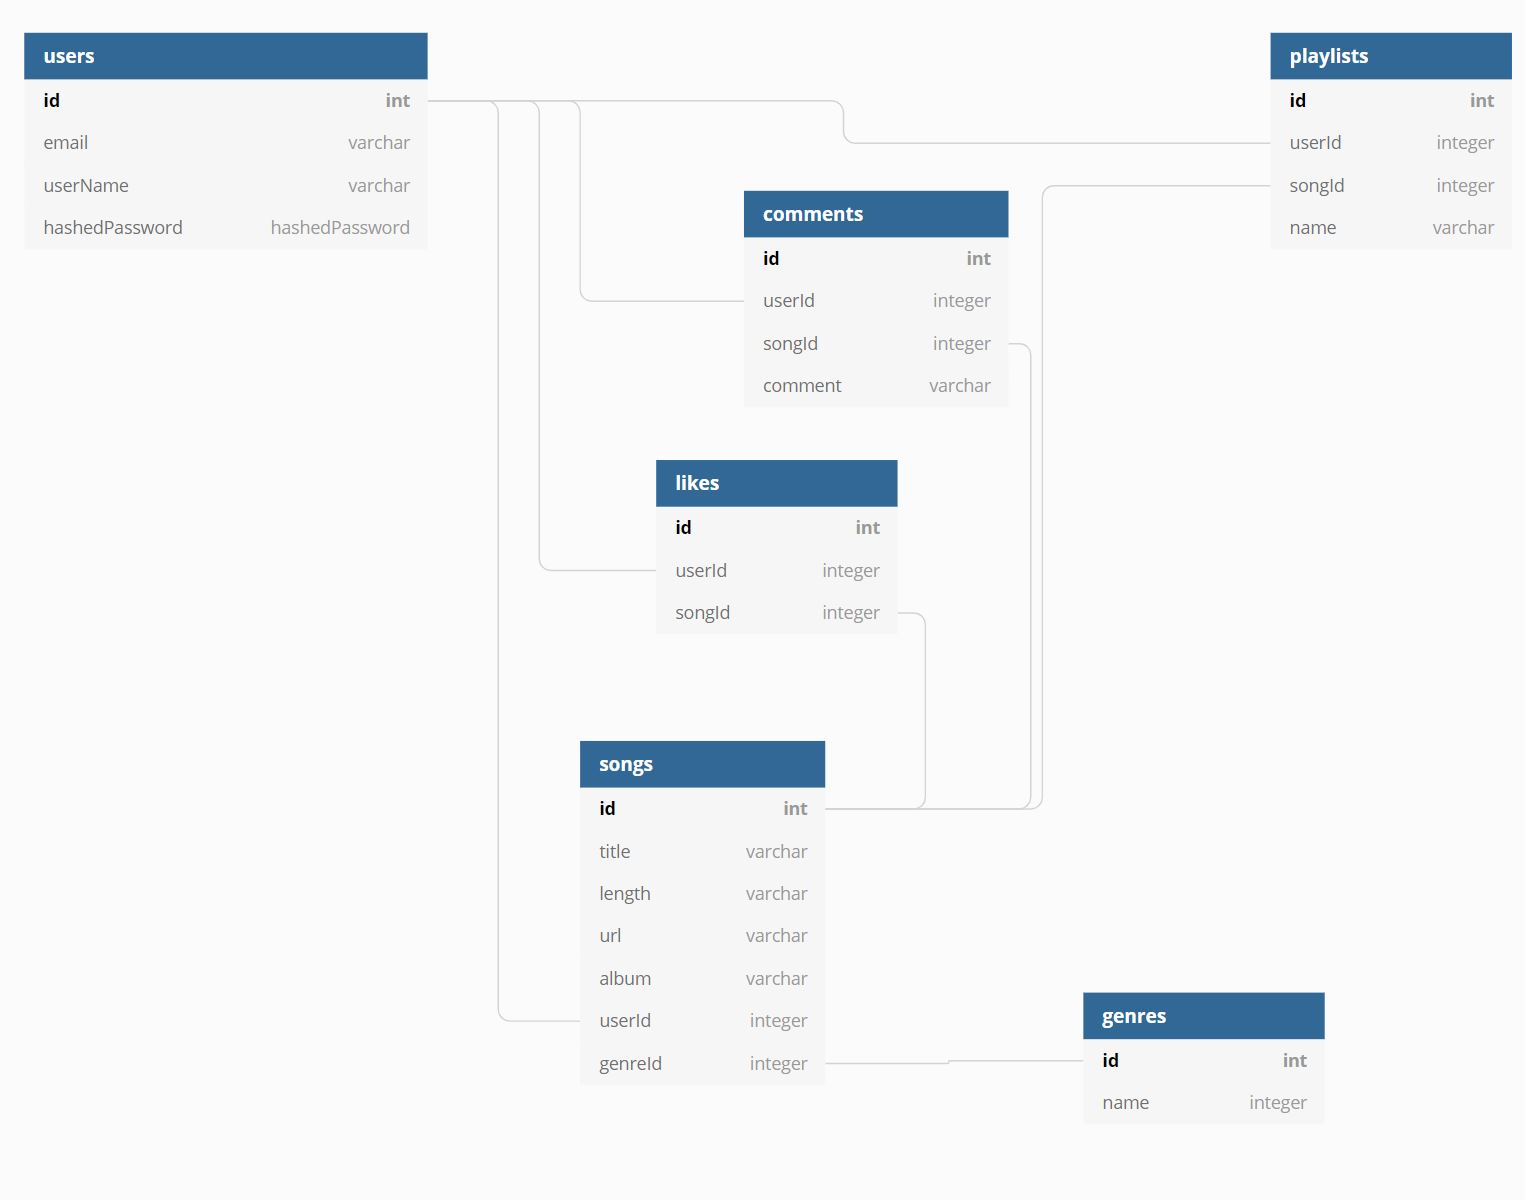 users
id int
email varchar
userName varchar
hashedPassword hashedPassword
playlists
id int
userId integer
songId integer
name varchar
comments
id int
userId integer
songId integer
comment varchar
likes
id int
userId integer
songId integer
songs
id int
title varchar
length varchar
url varchar
album varchar
userId integer
genreId integer
genres
id int
name integer